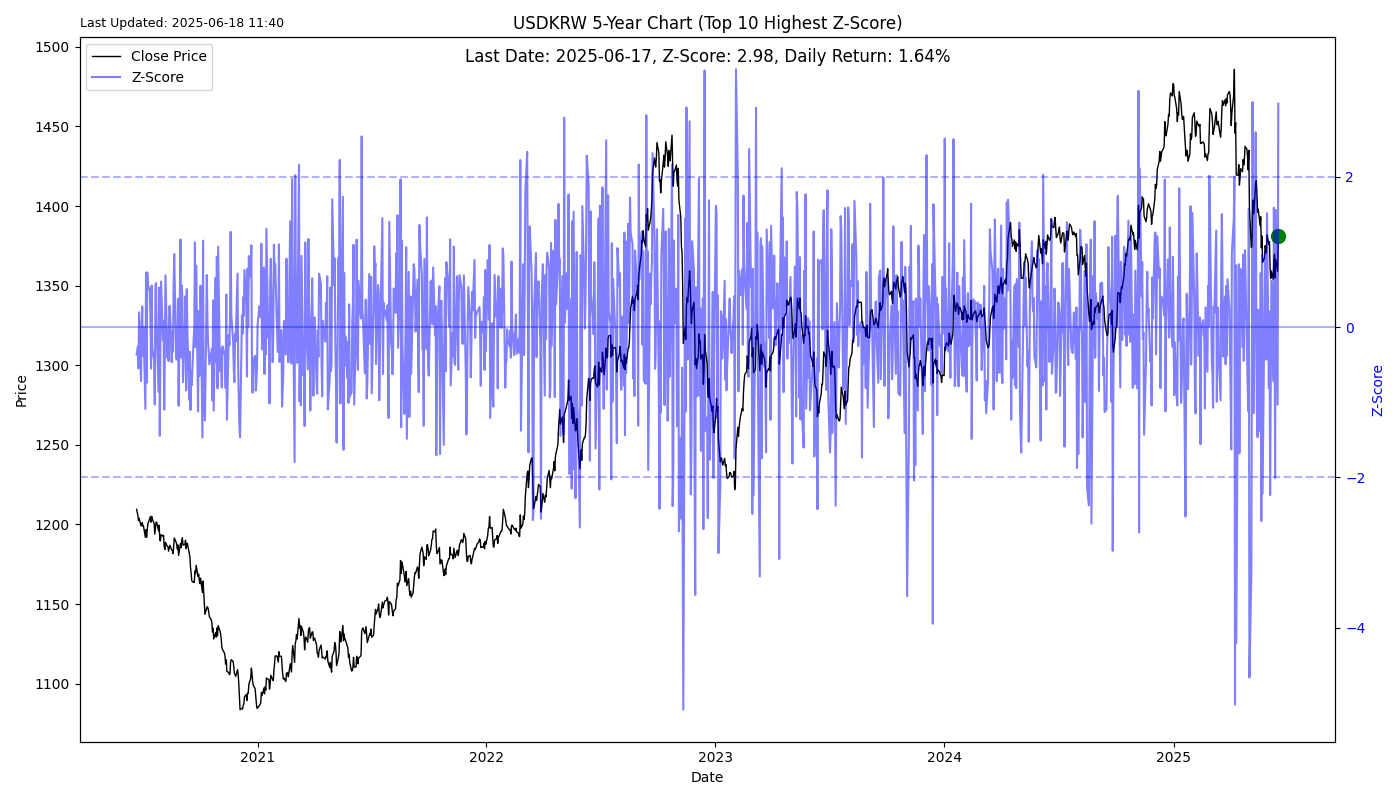 Last Updated: 2025-06-18 11:40
USDKRW 5-Year Chart (Top 10 Highest Z-Score)
Last Date: 2025-06-17, Z-Score: 2.98, Daily Return: 1.64%
Close Price
Z-Score
1500
1450
1400
1350
1300
1250
1200
1150
1100
Price
2
0
−2
−4
Z-Score
2021
2022
2023
2024
2025
Date